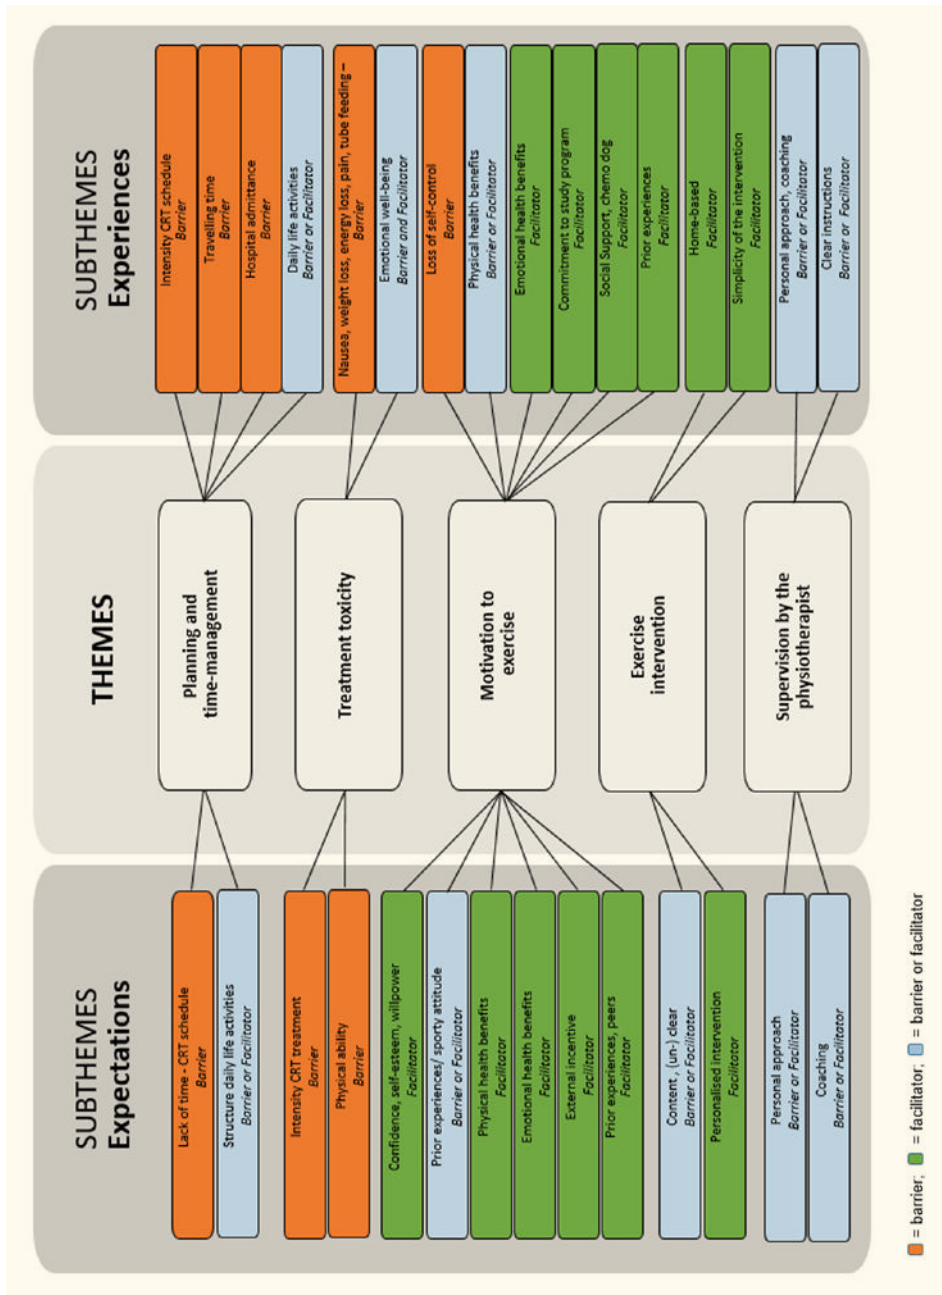 SUBTHEMES
Expectations
Lack of time - CRT schedule
Barrier
Structure daily life activities
Barrier or Facilitator
Intensity CRT treatment
Barrier
Physical ability
Barrier
Confidence, self-esteem, willpower
Facilitator
Prior experiences/ sporty attitude
Barrier or Facilitator
Physical health benefits
Facilitator
Emotional health benefits
Facilitator
External incentive
Facilitator
Prior experiences, peers
Facilitator
Content , (un-) clear
Barrier or Facilitator
Personalised intervention
Facilitator
Personal approach
Barrier or Facilitator
Coaching
Barrier or Facilitator
THEMES
Planning and
time-management
Treatment toxicity
Motivation to
exercise
Exercise
intervention
Supervision by the
physiotherapist
SUBTHEMES
Experiences
Intensity CRT schedule
Barrier
Travelling time
Barrier
Hospital admittance
Barrier
Daily life activities
Barrier or Facilitator
Nausea, weight loss, energy loss, pain, tube feeding –
Barrier
Emotional well-being
Barrier and Facilitator
Loss of self-control
Barrier
Physical health benefits
Barrier or Facilitator
Emotional health benefits
Facilitator
Commitment to study program
Facilitator
Social Support, chemo dog
Facilitator
Prior experiences
Facilitator
Home-based
Facilitator
Simplicity of the intervention
Facilitator
Personal approach, coaching
Barrier or Facilitator
Clear instructions
Barrier or Facilitator
= barrier; = facilitator; = barrier or facilitator